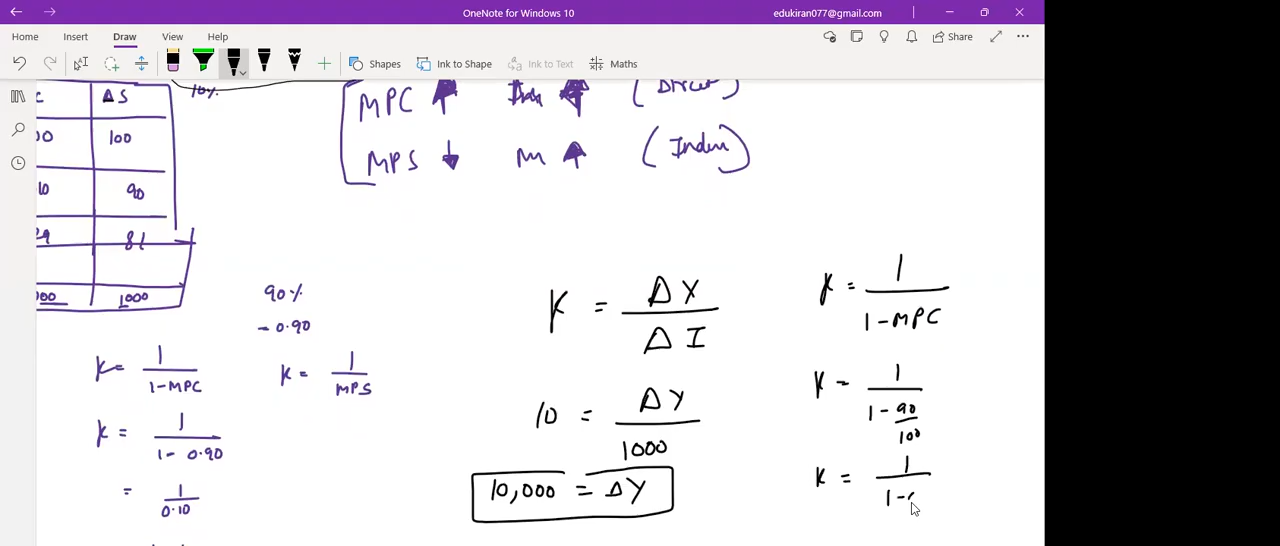 OneNote for Windows 10
edukiran077@gmail.com
Home Insert Draw View Help
Share
Shapes Ink to Shape Ink to Text Maths
10%
ΔS
100
10 90
81
1000
MPC
MPS M
90%
- 0.90
K = 1 / 1-MPC
K = 1 / MPS
K = 1 / 1- 0.90
= 1 / 0.10
K = ΔY / ΔI
10 = ΔY / 1000
10,000 = ΔY
K = 1 / 1-MPC
K = 1 / 1-90/100
K = 1 / 1-